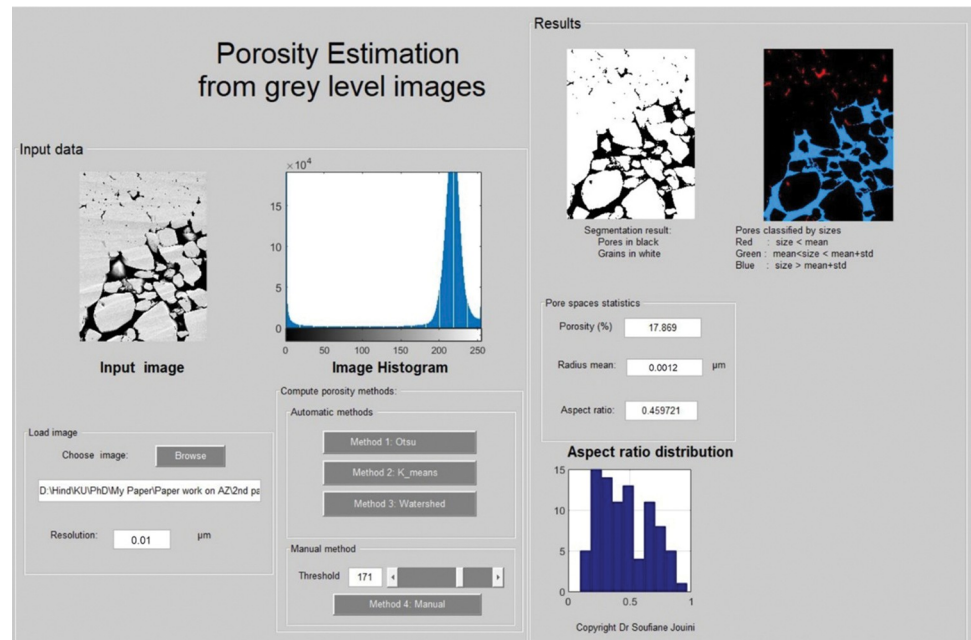 Porosity Estimation
from grey level images
Input data
×10^4
15
10
5
0
0 50 100 150 200 250
Input image
Image Histogram
Load image
Choose image: Browse
D:\Hind\KU\PhD\My Paper\Paper work on AZ\2nd pa
Resolution: 0.01 µm
Compute porosity methods:
Automatic methods
Method 1: Otsu
Method 2: K_means
Method 3: Watershed
Manual method
Threshold 171
Method 4: Manual
Results
Segmentation result:
Pores in black
Grains in white
Pores classified by sizes
Red : size < mean
Green : mean<size < mean+std
Blue : size > mean+std
Pore spaces statistics
Porosity (%) 17.869
Radius mean: 0.0012 µm
Aspect ratio: 0.459721
Aspect ratio distribution
15
10
5
0
0 0.5 1
Copyright Dr Soufiane Jouini